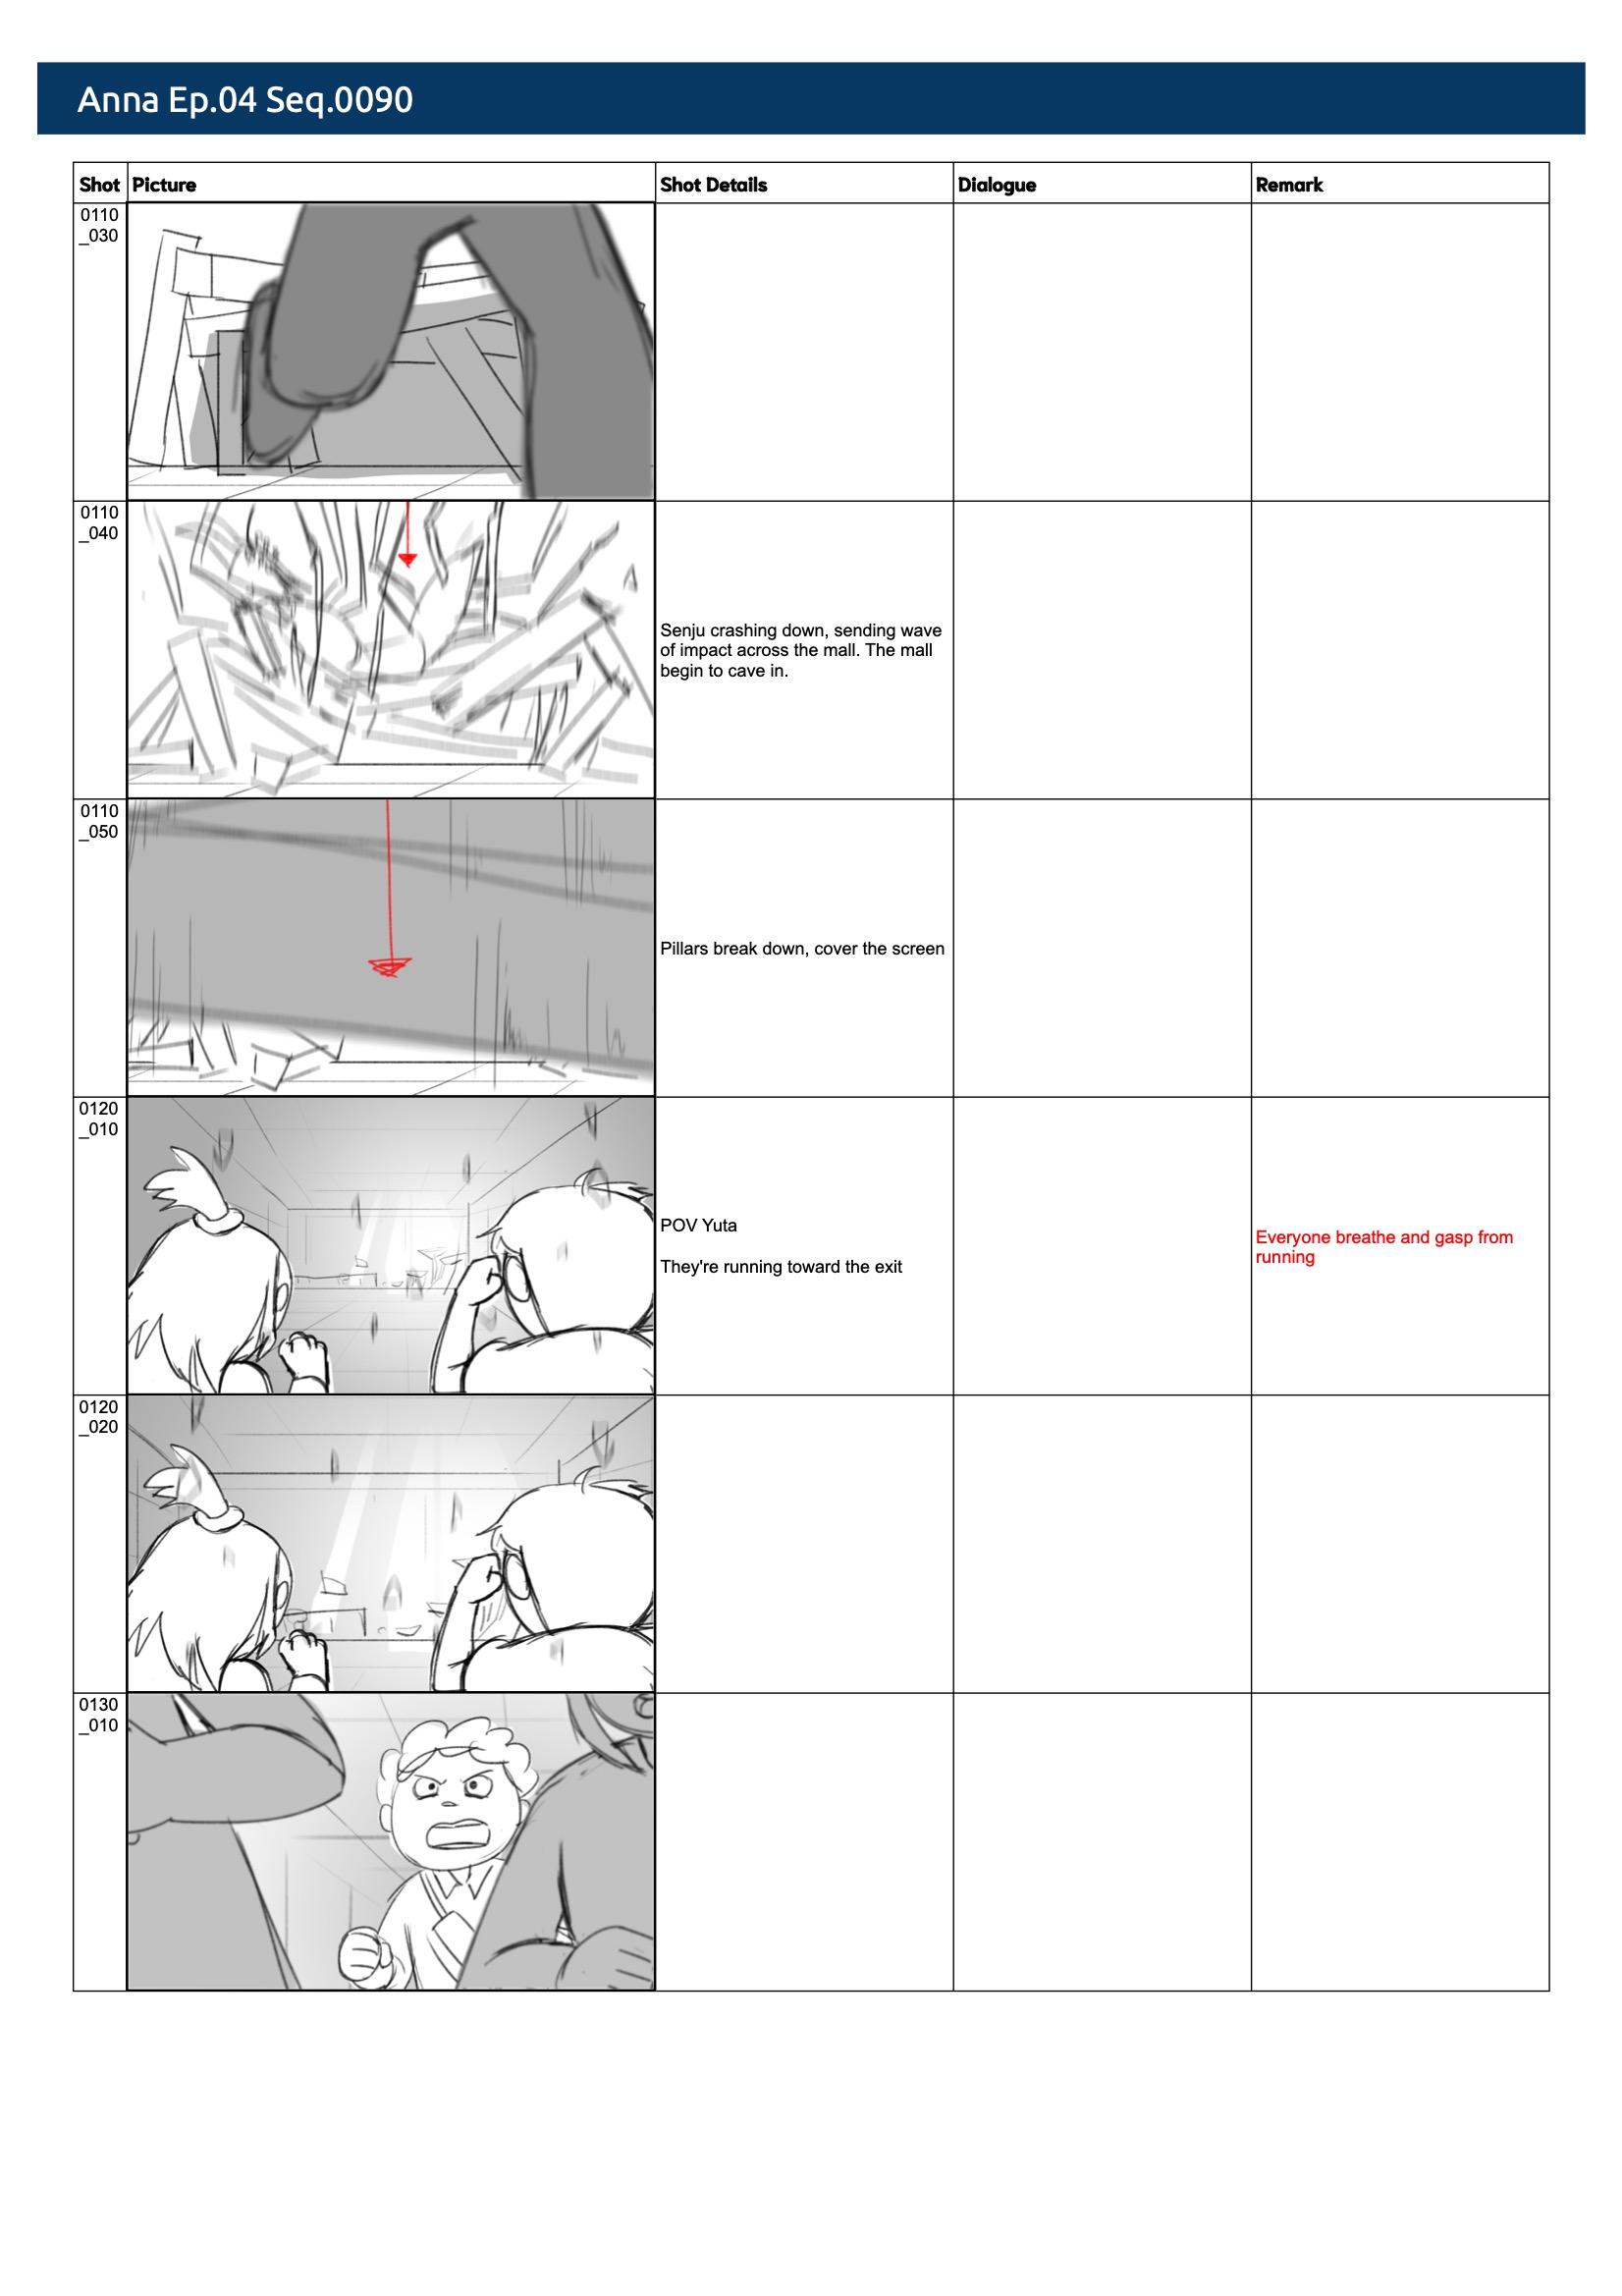 Anna Ep.04 Seq.0090
Shot Picture Shot Details Dialogue Remark
0110
_030
0110
_040
Senju crashing down, sending wave
of impact across the mall. The mall
begin to cave in.
0110
_050
Pillars break down, cover the screen
0120
_010
POV Yuta
They're running toward the exit
Everyone breathe and gasp from
running
0120
_020
0130
_010